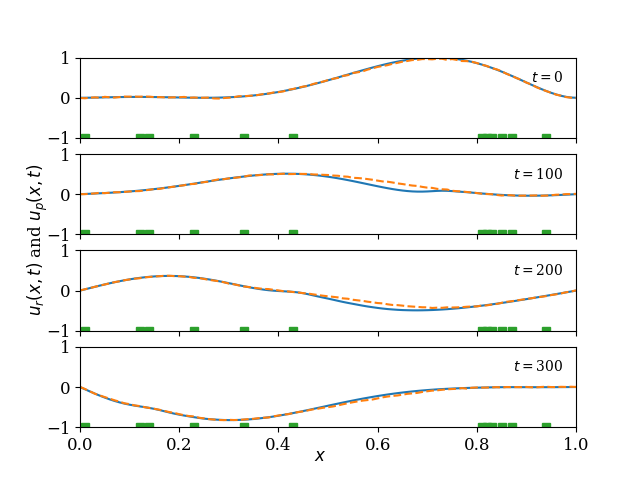 1
0
−1
t = 0
1
0
−1
t = 100
1
0
−1
t = 200
1
0
−1
t = 300
0.0 0.2 0.4 0.6 0.8 1.0
x
u_r(x, t) and u_p(x, t)